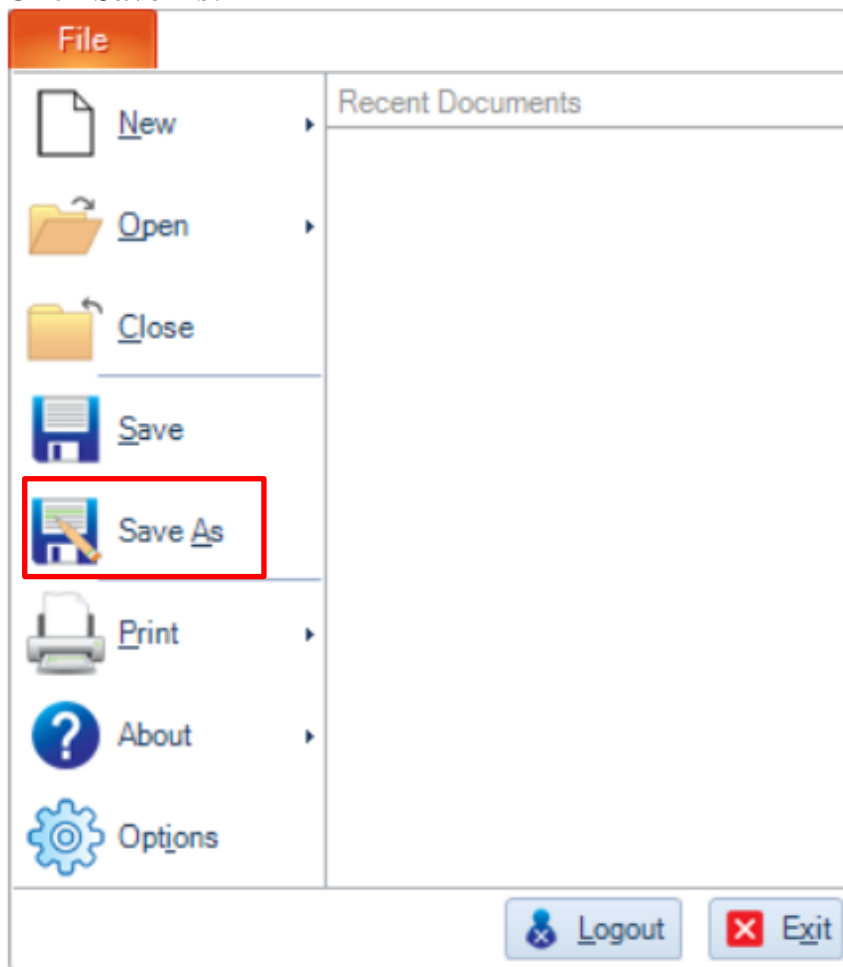 File
Recent Documents
New
Open
Close
Save
Save As
Print
About
Options
Logout
Exit